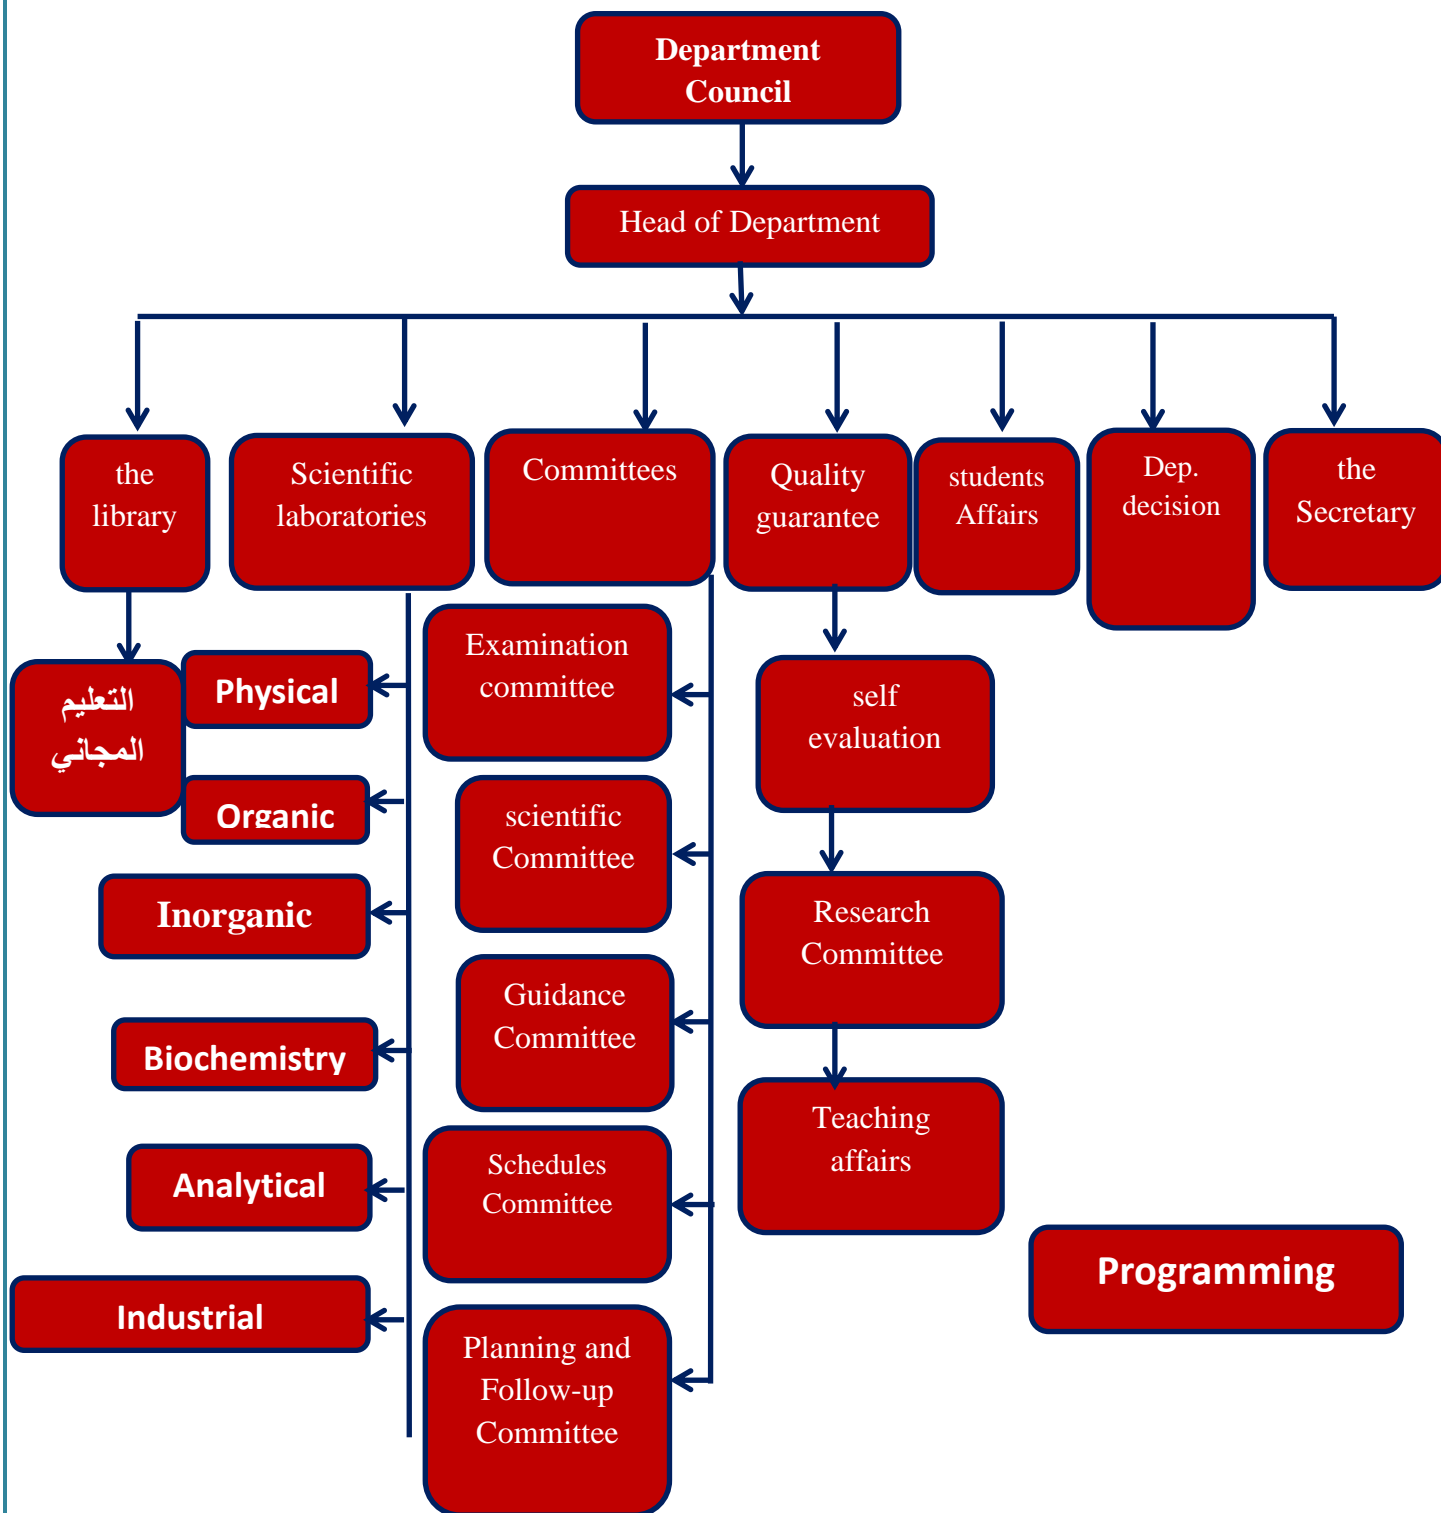 Department
Council
Head of Department
the
library
Scientific
laboratories
Committees
Quality
guarantee
students
Affairs
Dep.
decision
the
Secretary
التعليم
المجاني
Physical
Organic
Inorganic
Biochemistry
Analytical
Industrial
Examination
committee
scientific
Committee
Guidance
Committee
Schedules
Committee
Planning and
Follow-up
Committee
self
evaluation
Research
Committee
Teaching
affairs
Programming